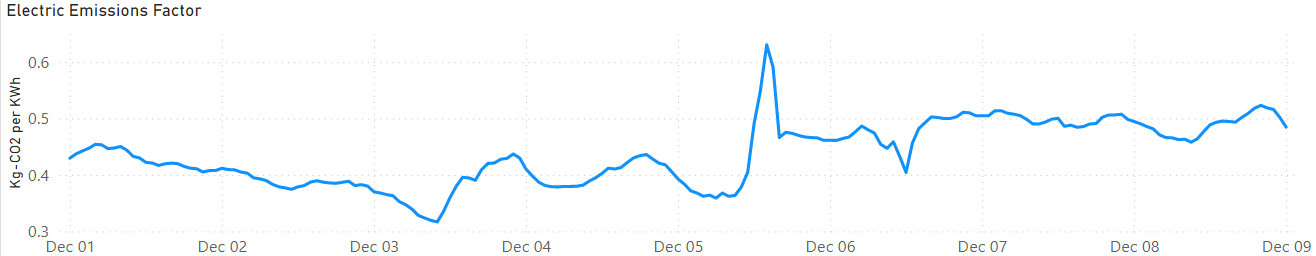 Electric Emissions Factor
Kg-CO2 per KWh
0.6
0.5
0.4
0.3
Dec 01 Dec 02 Dec 03 Dec 04 Dec 05 Dec 06 Dec 07 Dec 08 Dec 09